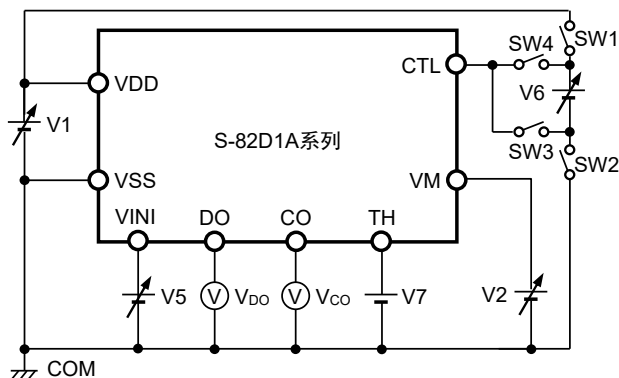 SW1
SW4
CTL
VDD
V6
V1
S-82D1A系列
SW3
SW2
VSS
VM
VINI
DO
CO
TH
V5
V VDO
V VCO
V7
V2
COM